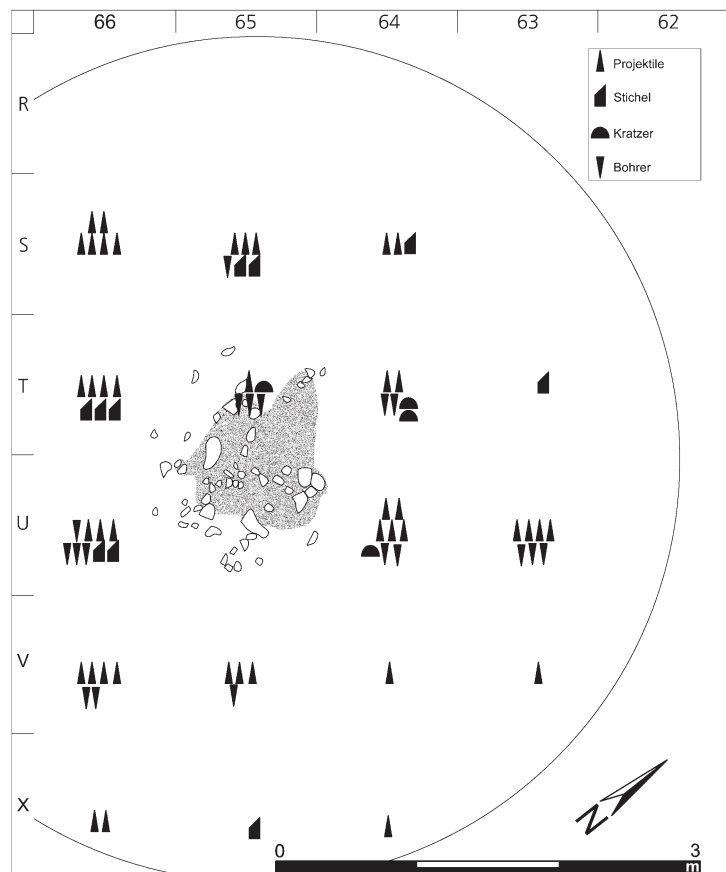 66 65 64 63 62
Projektile
Stichel
Kratzer
Bohrer
R
S
T
U
V
X
N
0 3
m